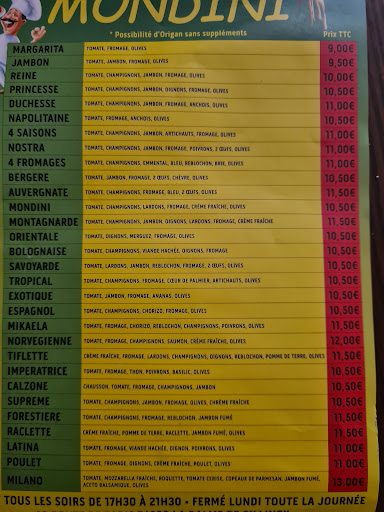 MONDINI
* Possibilité d'Origan sans suppléments Prix TTC
MARGARITA TOMATE, FROMAGE, OLIVES 9,00€
JAMBON TOMATE, JAMBON, FROMAGE, OLIVES 9,50€
REINE TOMATE, CHAMPIGNONS, JAMBON, FROMAGE, OLIVES 10,00€
PRINCESSE TOMATE, CHAMPIGNONS, JAMBON, OIGNONS, FROMAGE, OLIVES 10,50€
DUCHESSE TOMATE, CHAMPIGNONS, JAMBON, FROMAGE, ANCHOIS, OLIVES 11,00€
NAPOLITAINE TOMATE, FROMAGE, ANCHOIS, OLIVES 10,50€
4 SAISONS TOMATE, CHAMPIGNONS, JAMBON, ARTICHAUTS, FROMAGE, OLIVES 11,00€
NOSTRA TOMATE, CHAMPIGNONS, JAMBON, FROMAGE, POIVRONS, 2 ŒUFS, OLIVES 11,00€
4 FROMAGES TOMATE, CHAMPIGNONS, EMMENTAL, BLEU, REBLOCHON, BRIE, OLIVES 11,00€
BERGERE TOMATE, JAMBON, FROMAGE, 2 ŒUFS, CHÈVRE, OLIVES 10,50€
AUVERGNATE TOMATE, CHAMPIGNONS, FROMAGE, BLEU, 2 ŒUFS, OLIVES 11,50€
MONDINI TOMATE, CHAMPIGNONS, LARDONS, FROMAGE, CRÈME FRAÎCHE, OLIVES 10,50€
MONTAGNARDE TOMATE, CHAMPIGNONS, JAMBON, OIGNONS, LARDONS, FROMAGE, CRÈME FRAÎCHE 11,50€
ORIENTALE TOMATE, OIGNONS, MERGUEZ, FROMAGE, OLIVES 10,50€
BOLOGNAISE TOMATE, CHAMPIGNONS, VIANDE HACHÉE, OIGNONS, FROMAGE 10,50€
SAVOYARDE TOMATE, LARDONS, JAMBON, REBLOCHON, FROMAGE, 2 ŒUFS, OLIVES 10,50€
TROPICAL TOMATE, CHAMPIGNONS, FROMAGE, CŒUR DE PALMIER, ARTICHAUTS, OLIVES 10,50€
EXOTIQUE TOMATE, JAMBON, FROMAGE, ANANAS, OLIVES 10,50€
ESPAGNOL TOMATE, CHAMPIGNONS, CHORIZO, FROMAGE, OLIVES 10,50€
MIKAELA TOMATE, FROMAGE, CHORIZO, REBLOCHON, CHAMPIGNONS, POIVRONS, OLIVES 11,50€
NORVEGIENNE TOMATE, FROMAGE, CHAMPIGNONS, SAUMON, CRÈME FRAÎCHE, OLIVES 12,00€
TIFLETTE CRÈME FRAÎCHE, FROMAGE, LARDONS, CHAMPIGNONS, OIGNONS, REBLOCHON, POMME DE TERRE, OLIVES 11,50€
IMPERATRICE TOMATE, FROMAGE, THON, POIVRONS, BASILIC, OLIVES 10,50€
CALZONE CHAUSSON, TOMATE, FROMAGE, CHAMPIGNONS, JAMBON 10,50€
SUPREME TOMATE, CHAMPIGNONS, JAMBON, FROMAGE, OLIVES, CHRÈME FRAÎCHE 10,50€
FORESTIERE TOMATE, CHAMPIGNONS, FROMAGE, REBLOCHON, JAMBON FUMÉ 11,50€
RACLETTE CRÈME FRAÎCHE, POMME DE TERRE, RACLETTE, JAMBON FUMÉ, OLIVES 11,50€
LATINA TOMATE, FROMAGE, VIANDE HACHÉE, OIGNON, POIVRONS 11,00€
POULET TOMATE, FROMAGE, OIGNONS, CRÈME FRAÎCHE, POULET, OLIVES 11,00€
MILANO TOMATE, MOZZARELLA FRAÎCHE, ROQUETTE, TOMATE CERISE, COPEAUX DE PARMESAN, JAMBON FUMÉ, 13,00€
ACETO BALSAMIQUE, OLIVES
TOUS LES SOIRS DE 17H30 À 21H30 - FERMÉ LUNDI TOUTE LA JOURNÉE